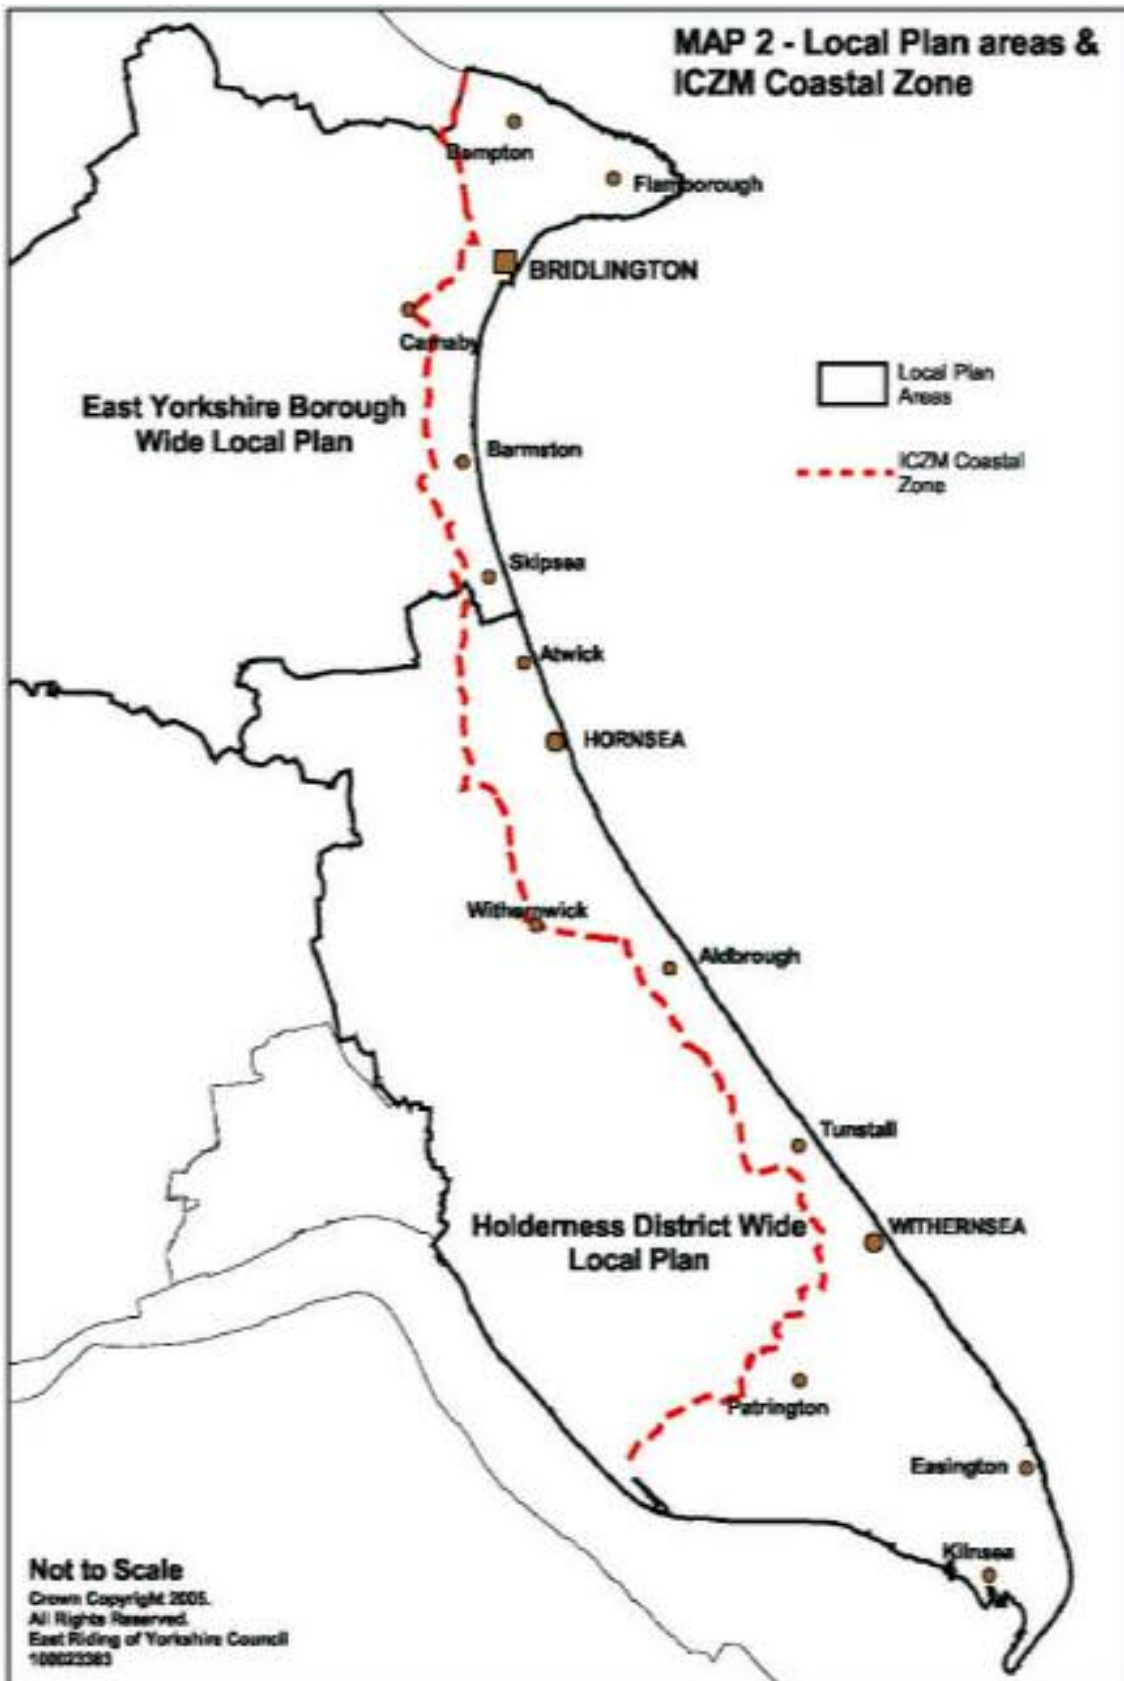 MAP 2 - Local Plan areas &
ICZM Coastal Zone
Bempton
Flamborough
BRIDLINGTON
Carnaby
Local Plan
Areas
East Yorkshire Borough
Wide Local Plan
Barmston
ICZM Coastal
Zone
Skipsea
Atwick
HORNSEA
Withernwick
Aldbrough
Tunstall
Holderness District Wide
Local Plan
WITHERNSEA
Patrington
Easington
Kilnsea
Not to Scale
Crown Copyright 2005.
All Rights Reserved.
East Riding of Yorkshire Council
100023383